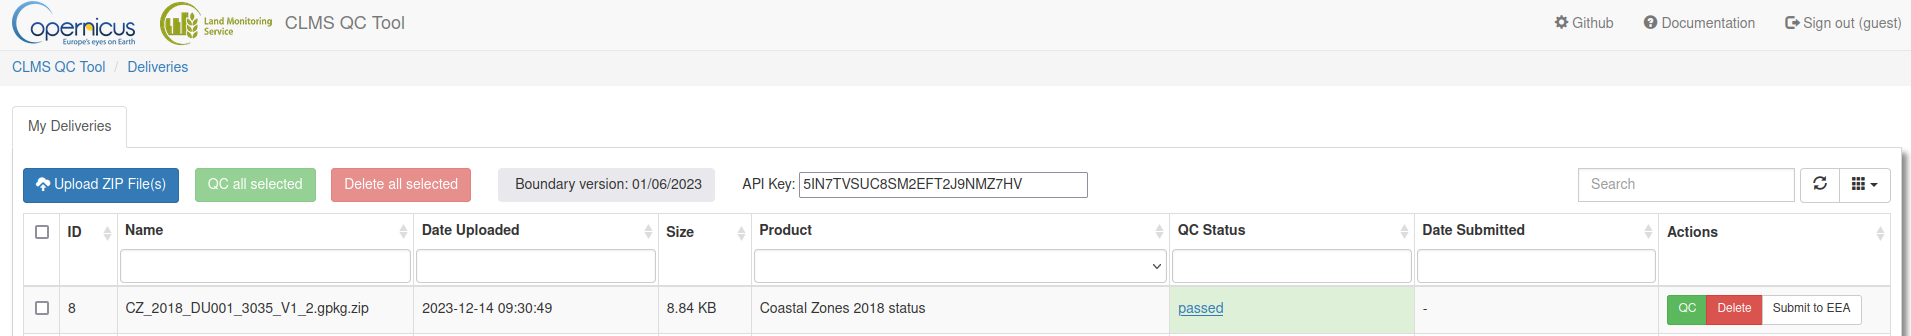 opernicus
Europe's eyes on Earth
Land Monitoring
Service
CLMS QC Tool
Github
Documentation
Sign out (guest)
CLMS QC Tool / Deliveries
My Deliveries
Upload ZIP File(s)
QC all selected
Delete all selected
Boundary version: 01/06/2023
API Key: 5IN7TVSUC8SM2EFT2J9NMZ7HV
Search
ID Name Date Uploaded Size Product QC Status Date Submitted Actions
8 CZ_2018_DU001_3035_V1_2.gpkg.zip 2023-12-14 09:30:49 8.84 KB Coastal Zones 2018 status passed - QC Delete Submit to EEA